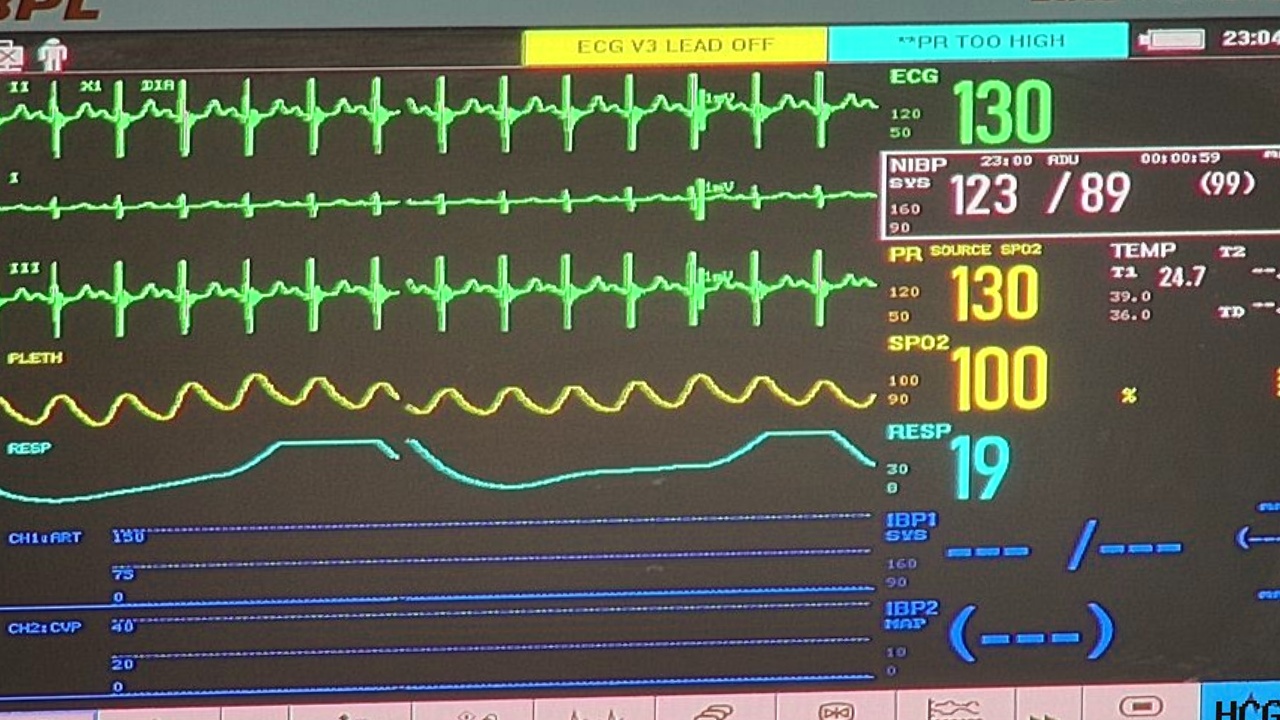 BPL
ECG V3 LEAD OFF
**PR TOO HIGH
23:04
II X1 DIA
1mV
ECG
120
50
130
I
1mV
NIBP 23:00 ADU 00:00:59
SYS
160
90
123 / 89 (99)
III
1mV
PR SOURCE SPO2
120
50
130
TEMP T2
T1 24.7 --
39.0
36.0 TD --
PLETH
SPO2
100
90
100
%
RESP
RESP
30
8
19
CH1:ART
150
75
0
IBP1
SYS
160
90
--- / --- (--
CH2:CVP
40
20
0
IBP2
MAP
10
0
(---)
HCG